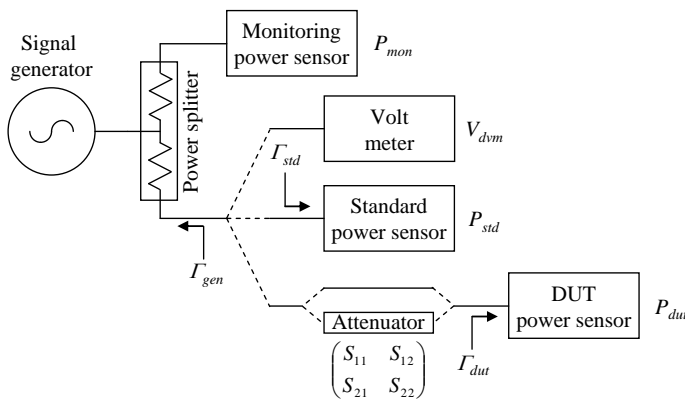 Signal
generator
Power splitter
Monitoring
power sensor
P_mon
Volt
meter
V_dvm
Γ_std
Standard
power sensor
P_std
Γ_gen
Attenuator
S_11 S_12
S_21 S_22
DUT
power sensor
P_dut
Γ_dut